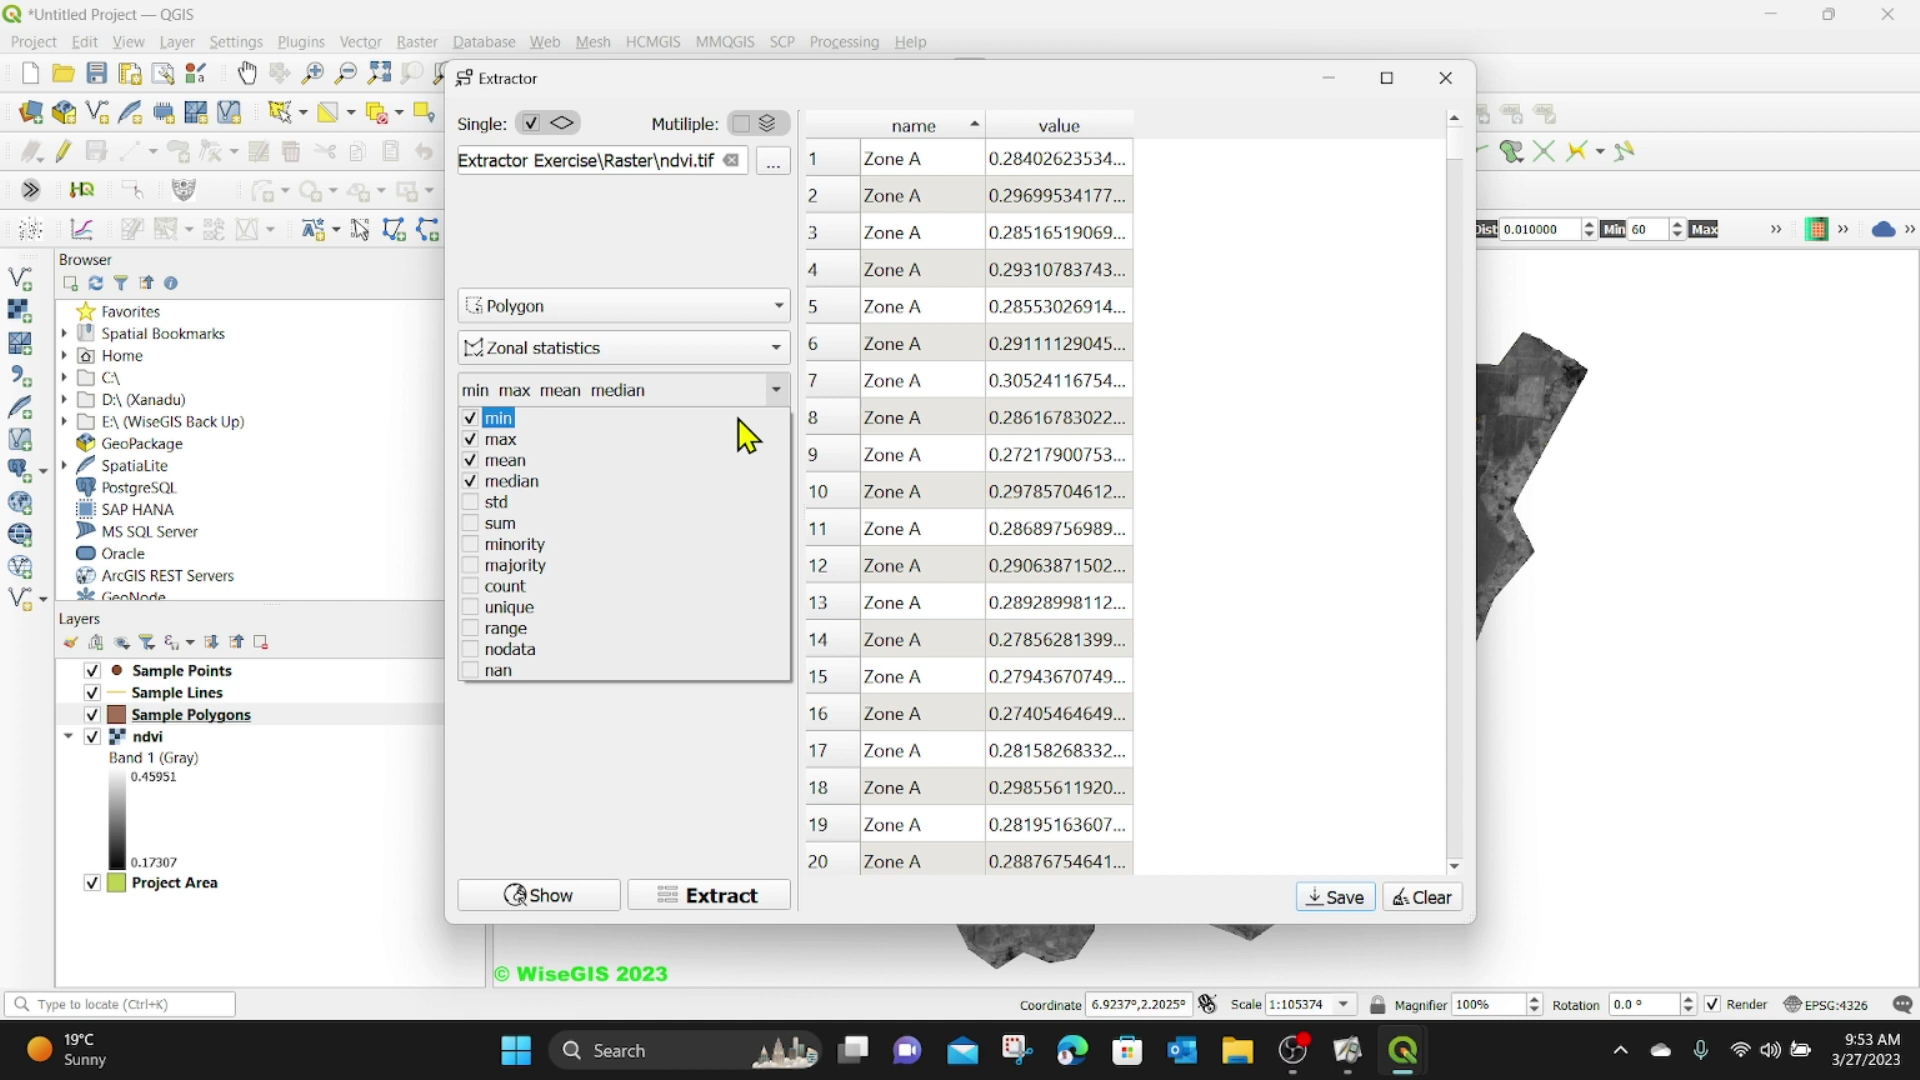 *Untitled Project — QGIS
Project Edit View Layer Settings Plugins Vector Raster Database Web Mesh HCMGIS MMQGIS SCP Processing Help
Extractor
Single: Mutiliple:
Extractor Exercise\Raster\ndvi.tif ...
Polygon
Zonal statistics
min max mean median
min
max
mean
median
std
sum
minority
majority
count
unique
range
nodata
nan
Show Extract
name value
1 Zone A 0.28402623534...
2 Zone A 0.29699534177...
3 Zone A 0.28516519069...
4 Zone A 0.29310783743...
5 Zone A 0.28553026914...
6 Zone A 0.29111129045...
7 Zone A 0.30524116754...
8 Zone A 0.28616783022...
9 Zone A 0.27217900753...
10 Zone A 0.29785704612...
11 Zone A 0.28689756989...
12 Zone A 0.29063871502...
13 Zone A 0.28928998112...
14 Zone A 0.27856281399...
15 Zone A 0.27943670749...
16 Zone A 0.27405464649...
17 Zone A 0.28158268332...
18 Zone A 0.29855611920...
19 Zone A 0.28195163607...
20 Zone A 0.28876754641...
Save Clear
Dist 0.010000 Min 60 Max
Browser
Favorites
Spatial Bookmarks
Home
C:\
D:\ (Xanadu)
E:\ (WiseGIS Back Up)
GeoPackage
SpatiaLite
PostgreSQL
SAP HANA
MS SQL Server
Oracle
ArcGIS REST Servers
GeoNode
Layers
Sample Points
Sample Lines
Sample Polygons
ndvi
Band 1 (Gray)
0.45951
0.17307
Project Area
© WiseGIS 2023
Type to locate (Ctrl+K) Coordinate 6.9237°,2.2025° Scale 1:105374 Magnifier 100% Rotation 0.0 ° Render EPSG:4326
19°C
Sunny
Search
9:53 AM
3/27/2023